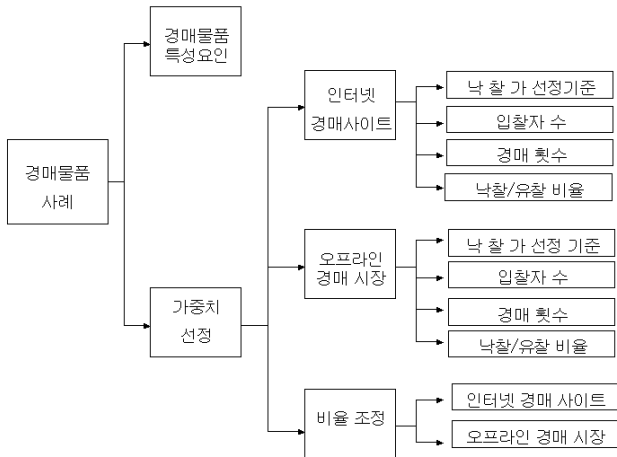 경매물품
특성요인
경매물품
사례
가중치
선정
인터넷
경매사이트
낙 찰 가 선정기준
입찰자 수
경매 횟수
낙찰/유찰 비율
오프라인
경매 시장
낙 찰 가 선정 기준
입찰자 수
경매 횟수
낙찰/유찰 비율
비율 조정
인터넷 경매 사이트
오프라인 경매 시장